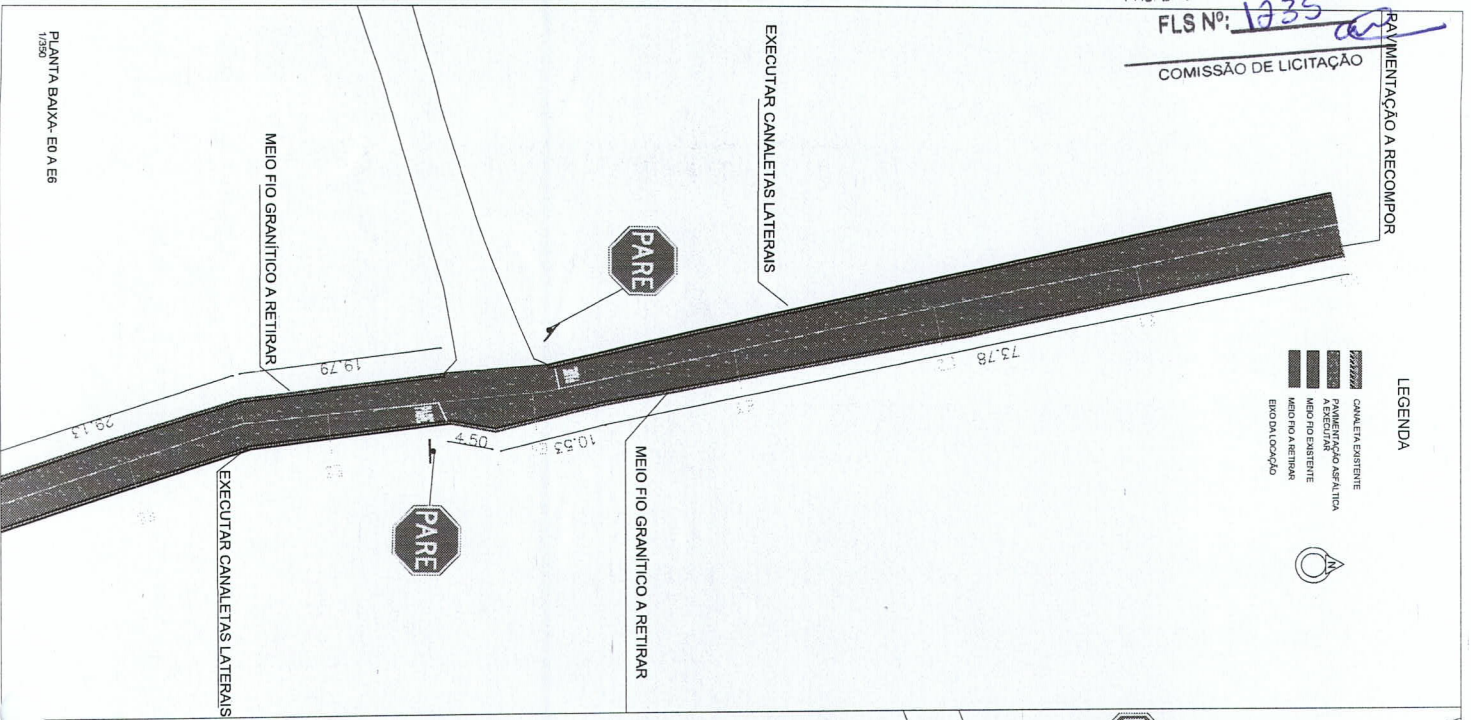 FLS Nº: 1735
COMISSÃO DE LICITAÇÃO
PAVIMENTAÇÃO A RECOMPOR
EXECUTAR CANALETAS LATERAIS
MEIO FIO GRANÍTICO A RETIRAR
PLANTA BAIXA- E0 A E6
1/350
PARE
PARE
PARE
73.78
19.79
29.13
4.50
10.53
MEIO FIO GRANÍTICO A RETIRAR
EXECUTAR CANALETAS LATERAIS
LEGENDA
CANALETA EXISTENTE
PAVIMENTAÇÃO ASFÁLTICA
A EXECUTAR
MEIO FIO EXISTENTE
MEIO FIO A RETIRAR
EIXO DA LOCAÇÃO
N